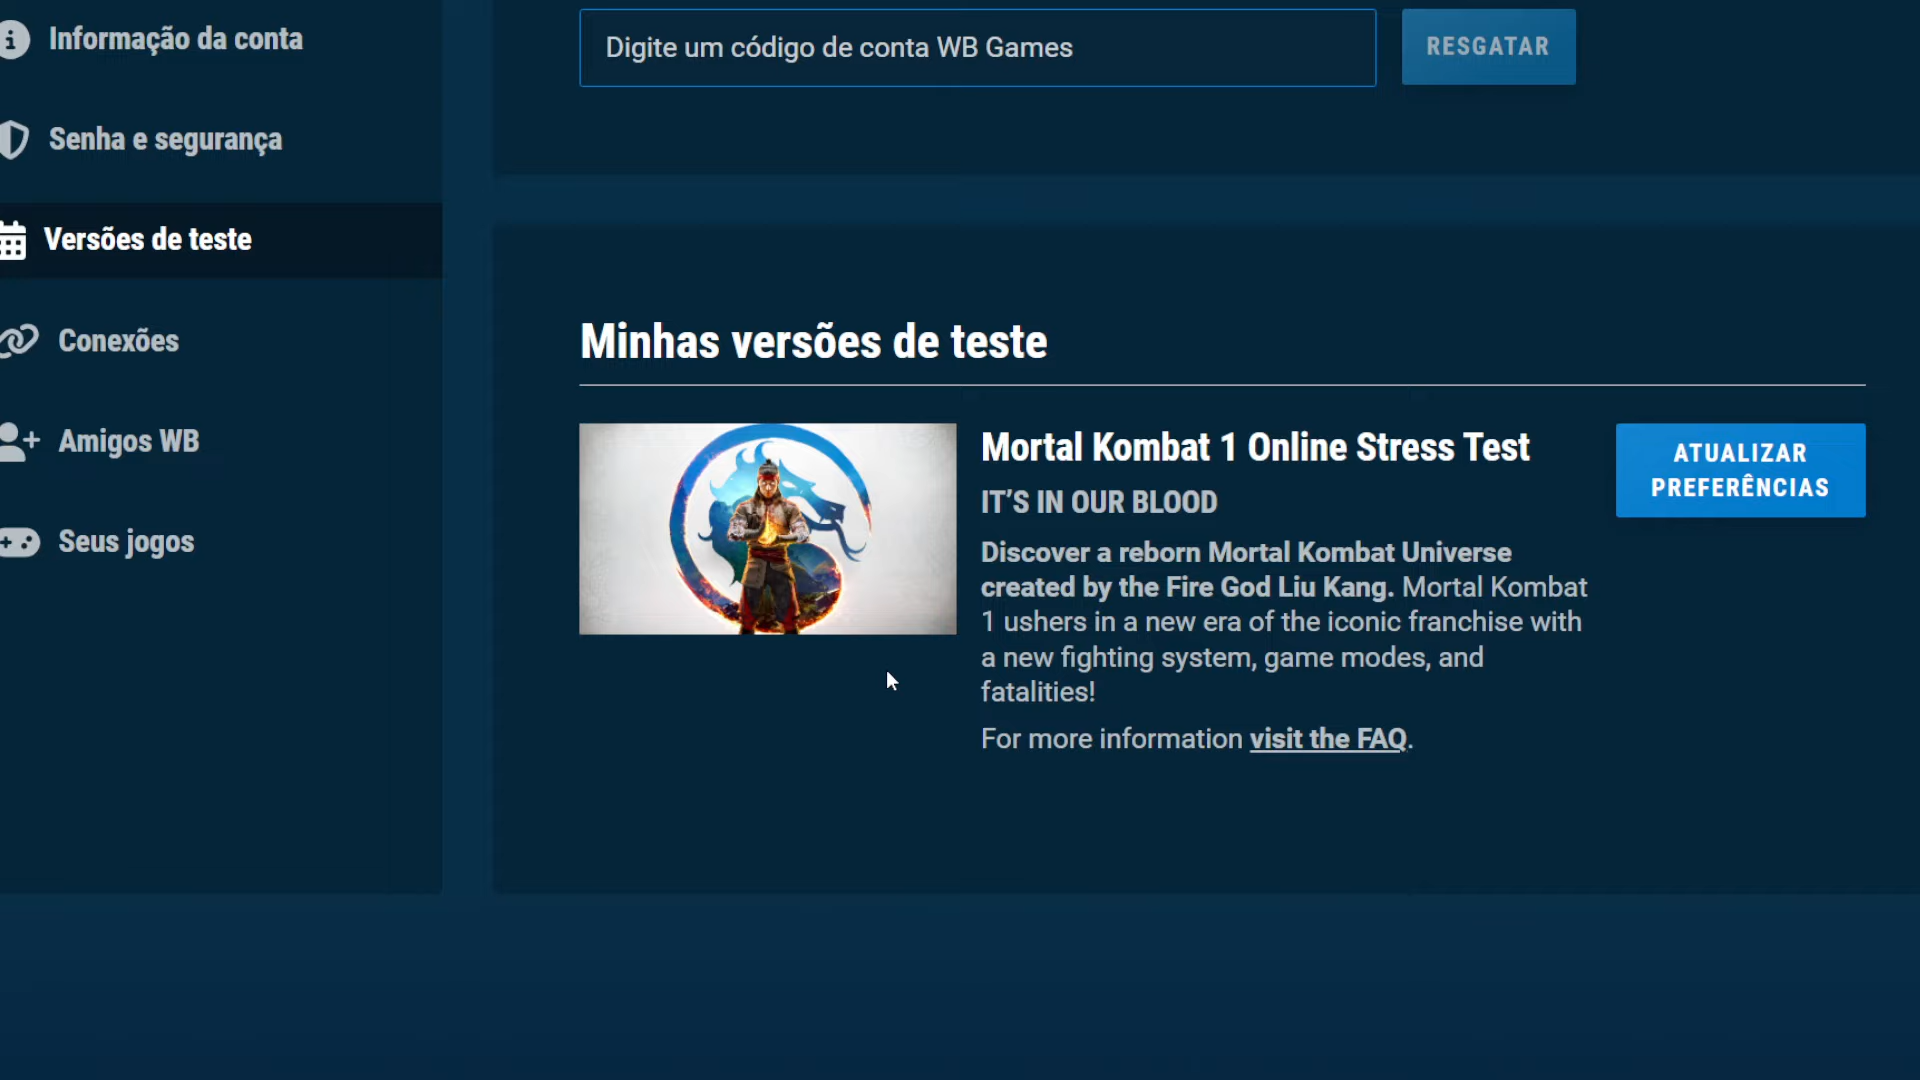 Informação da conta
Senha e segurança
Versões de teste
Conexões
Amigos WB
Seus jogos
Digite um código de conta WB Games
RESGATAR
Minhas versões de teste
Mortal Kombat 1 Online Stress Test
IT’S IN OUR BLOOD
Discover a reborn Mortal Kombat Universe
created by the Fire God Liu Kang. Mortal Kombat
1 ushers in a new era of the iconic franchise with
a new fighting system, game modes, and
fatalities!
For more information visit the FAQ.
ATUALIZAR
PREFERÊNCIAS